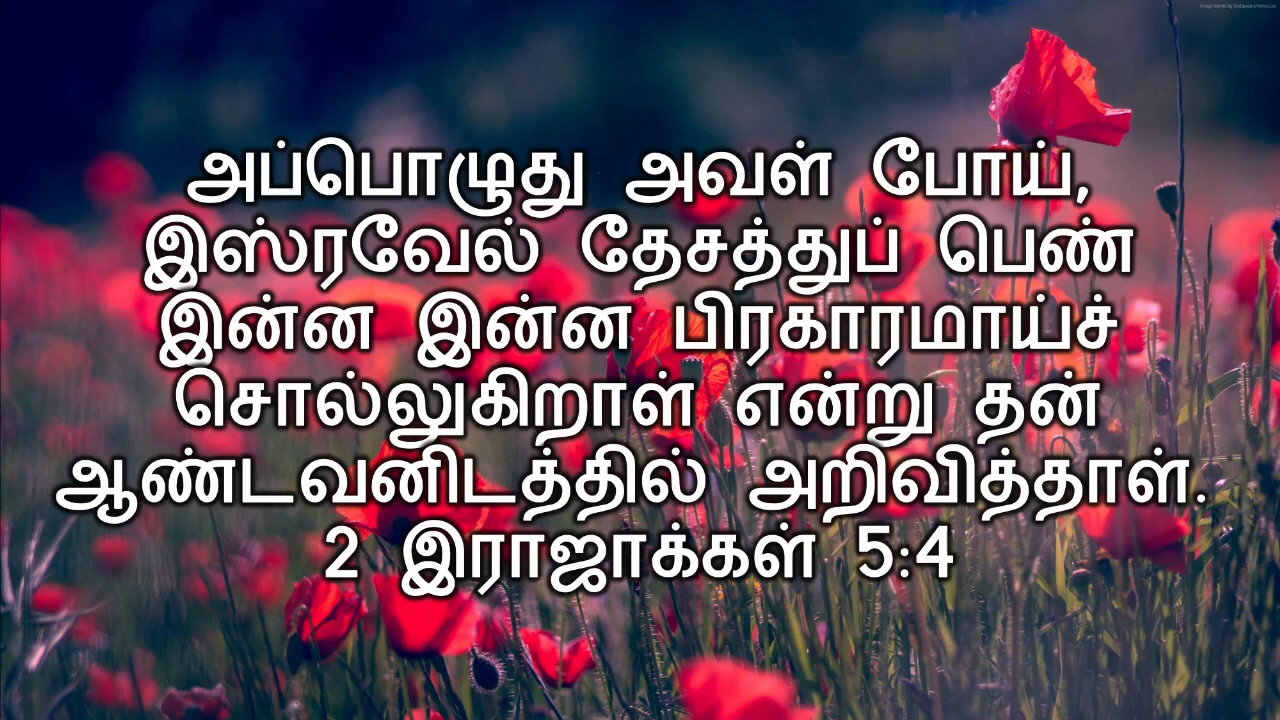 அப்பொழுது அவள் போய்,
இஸ்ரவேல் தேசத்துப் பெண்
இன்ன இன்ன பிரகாரமாய்ச்
சொல்லுகிறாள் என்று தன்
ஆண்டவனிடத்தில் அறிவித்தாள்.
2 இராஜாக்கள் 5:4